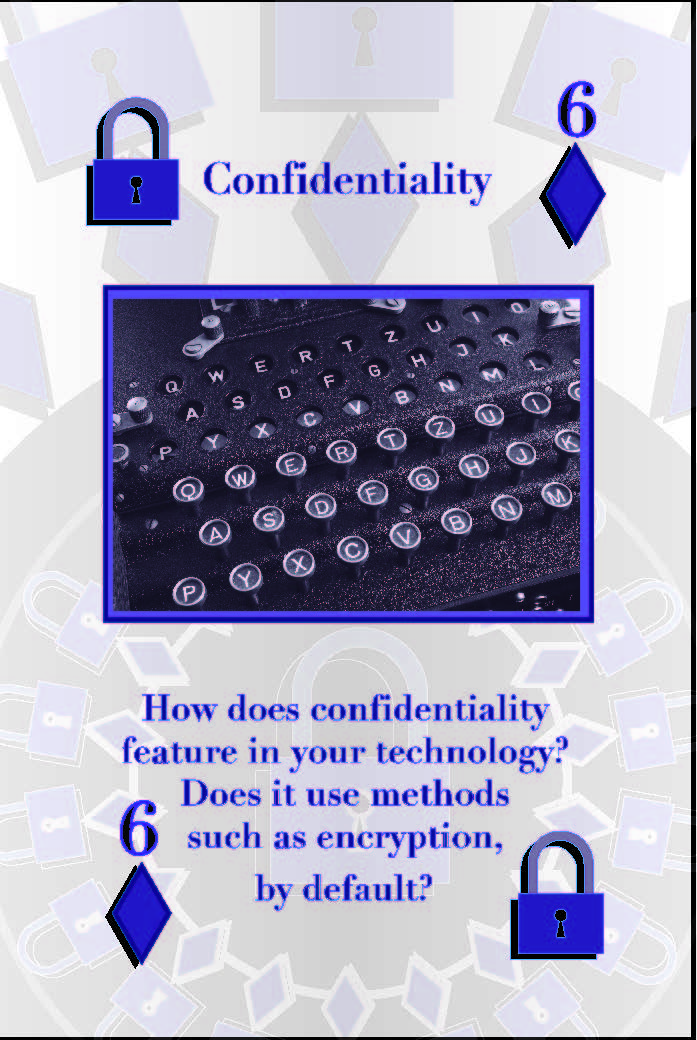 6
Confidentiality
Q W E R T Z U I O
A S D F G H J K
P Y X C V B N M L
Q W E R T Z U I
A S D F G H J K
P Y X C V B N M
How does confidentiality
feature in your technology?
Does it use methods
such as encryption,
by default?
6